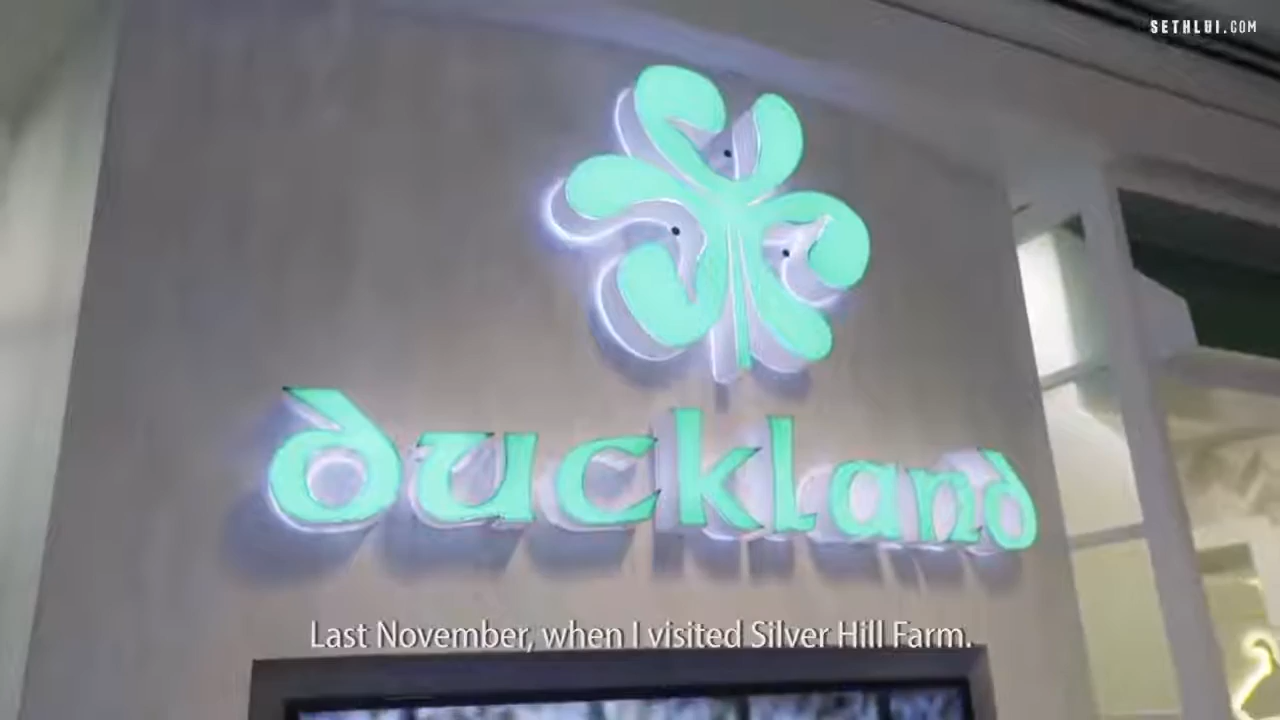 SETHLUI.COM
duckland
Last November, when I visited Silver Hill Farm.